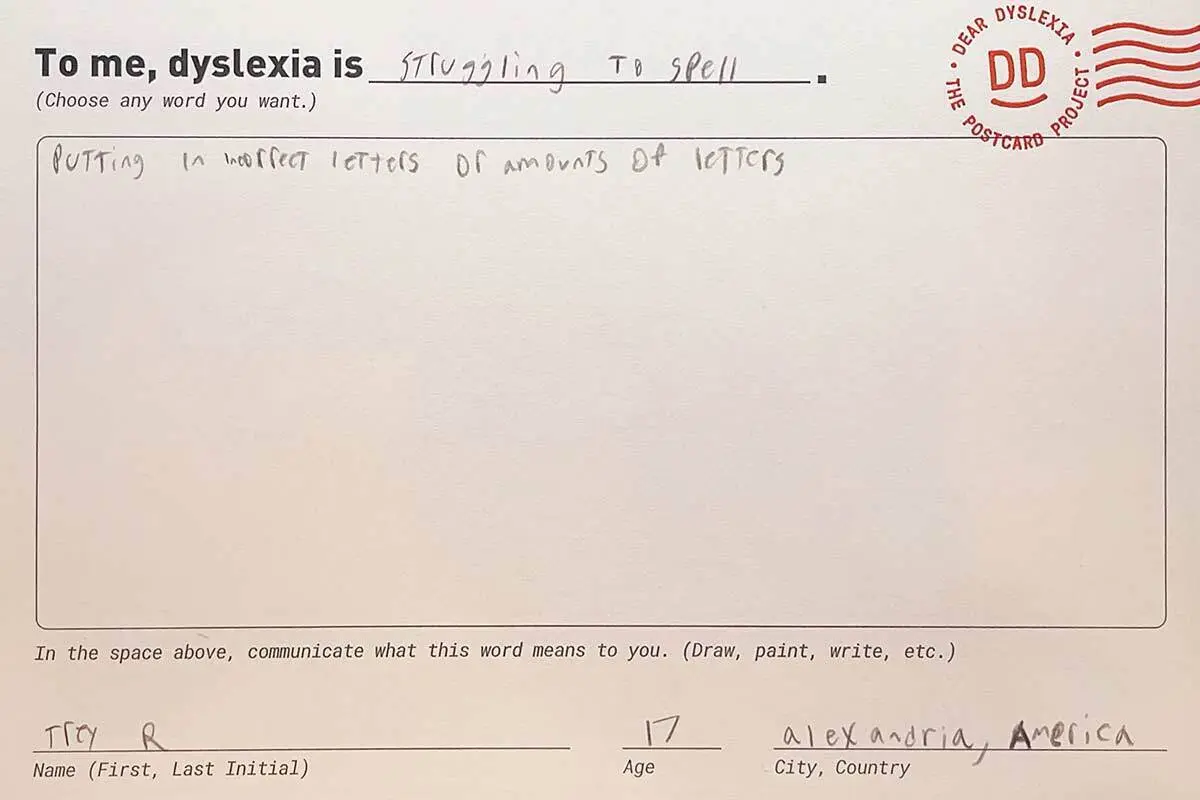 To me, dyslexia is struggling to spell.
(Choose any word you want.)
DEAR DYSLEXIA • THE POSTCARD PROJECT •
DD
Putting in incorrect letters or amounts of letters
In the space above, communicate what this word means to you. (Draw, paint, write, etc.)
Trey R 17 alexandria, America
Name (First, Last Initial) Age City, Country